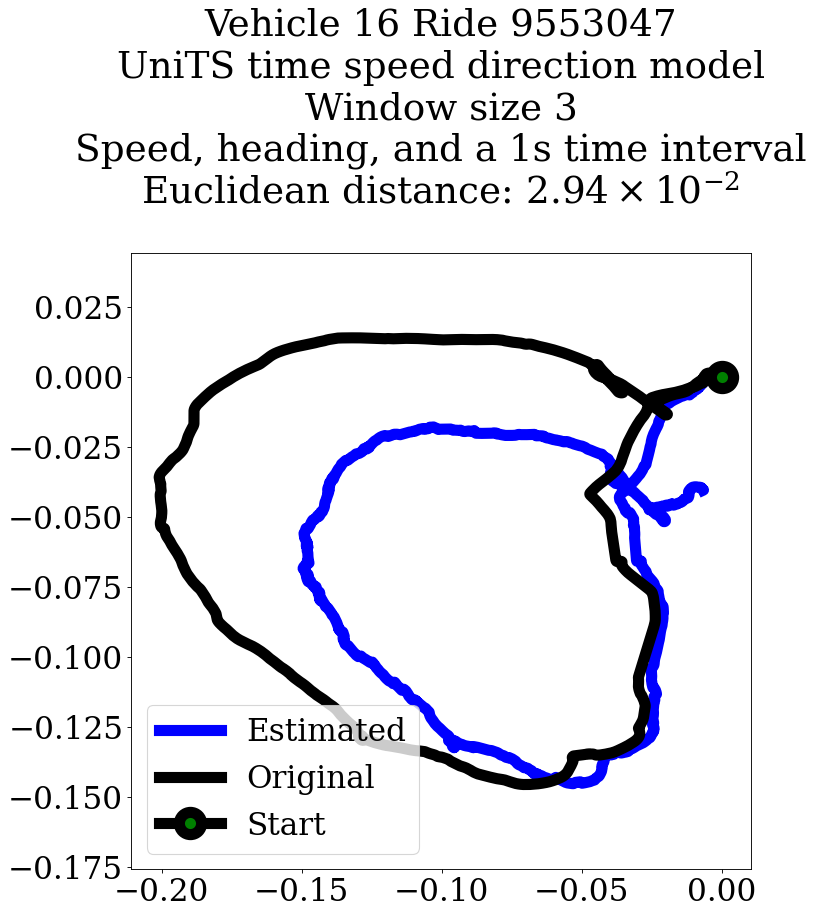 Vehicle 16 Ride 9553047
UniTS time speed direction model
Window size 3
Speed, heading, and a 1s time interval
Euclidean distance: 2.94 × 10⁻²
0.025
0.000
−0.025
−0.050
−0.075
−0.100
−0.125
−0.150
−0.175
Estimated
Original
Start
−0.20 −0.15 −0.10 −0.05 0.00